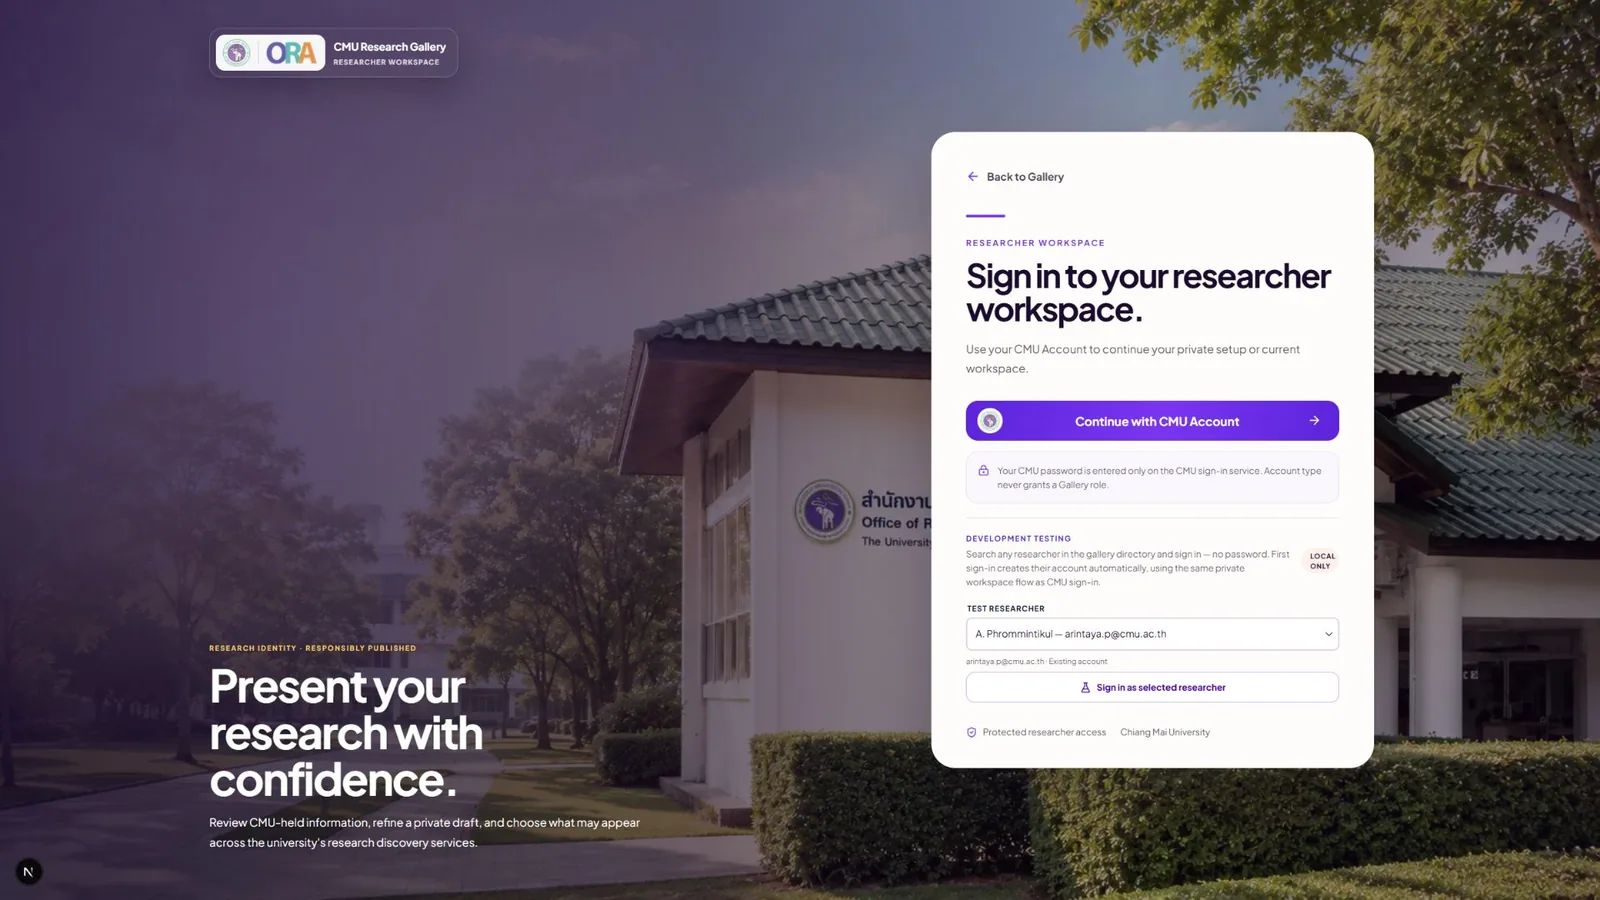 ORA
CMU Research Gallery
RESEARCHER WORKSPACE
RESEARCH IDENTITY · RESPONSIBLY PUBLISHED
Present your
research with
confidence.
Review CMU-held information, refine a private draft, and choose what may appear
across the university's research discovery services.
N
สำนักงาน
Office of R
The University
← Back to Gallery
RESEARCHER WORKSPACE
Sign in to your researcher
workspace.
Use your CMU Account to continue your private setup or current
workspace.
Continue with CMU Account →
Your CMU password is entered only on the CMU sign-in service. Account type
never grants a Gallery role.
DEVELOPMENT TESTING
Search any researcher in the gallery directory and sign in — no password. First
sign-in creates their account automatically, using the same private
workspace flow as CMU sign-in.
LOCAL
ONLY
TEST RESEARCHER
A. Phrommintikul — arintaya.p@cmu.ac.th
arintaya.p@cmu.ac.th · Existing account
Sign in as selected researcher
Protected researcher access
Chiang Mai University